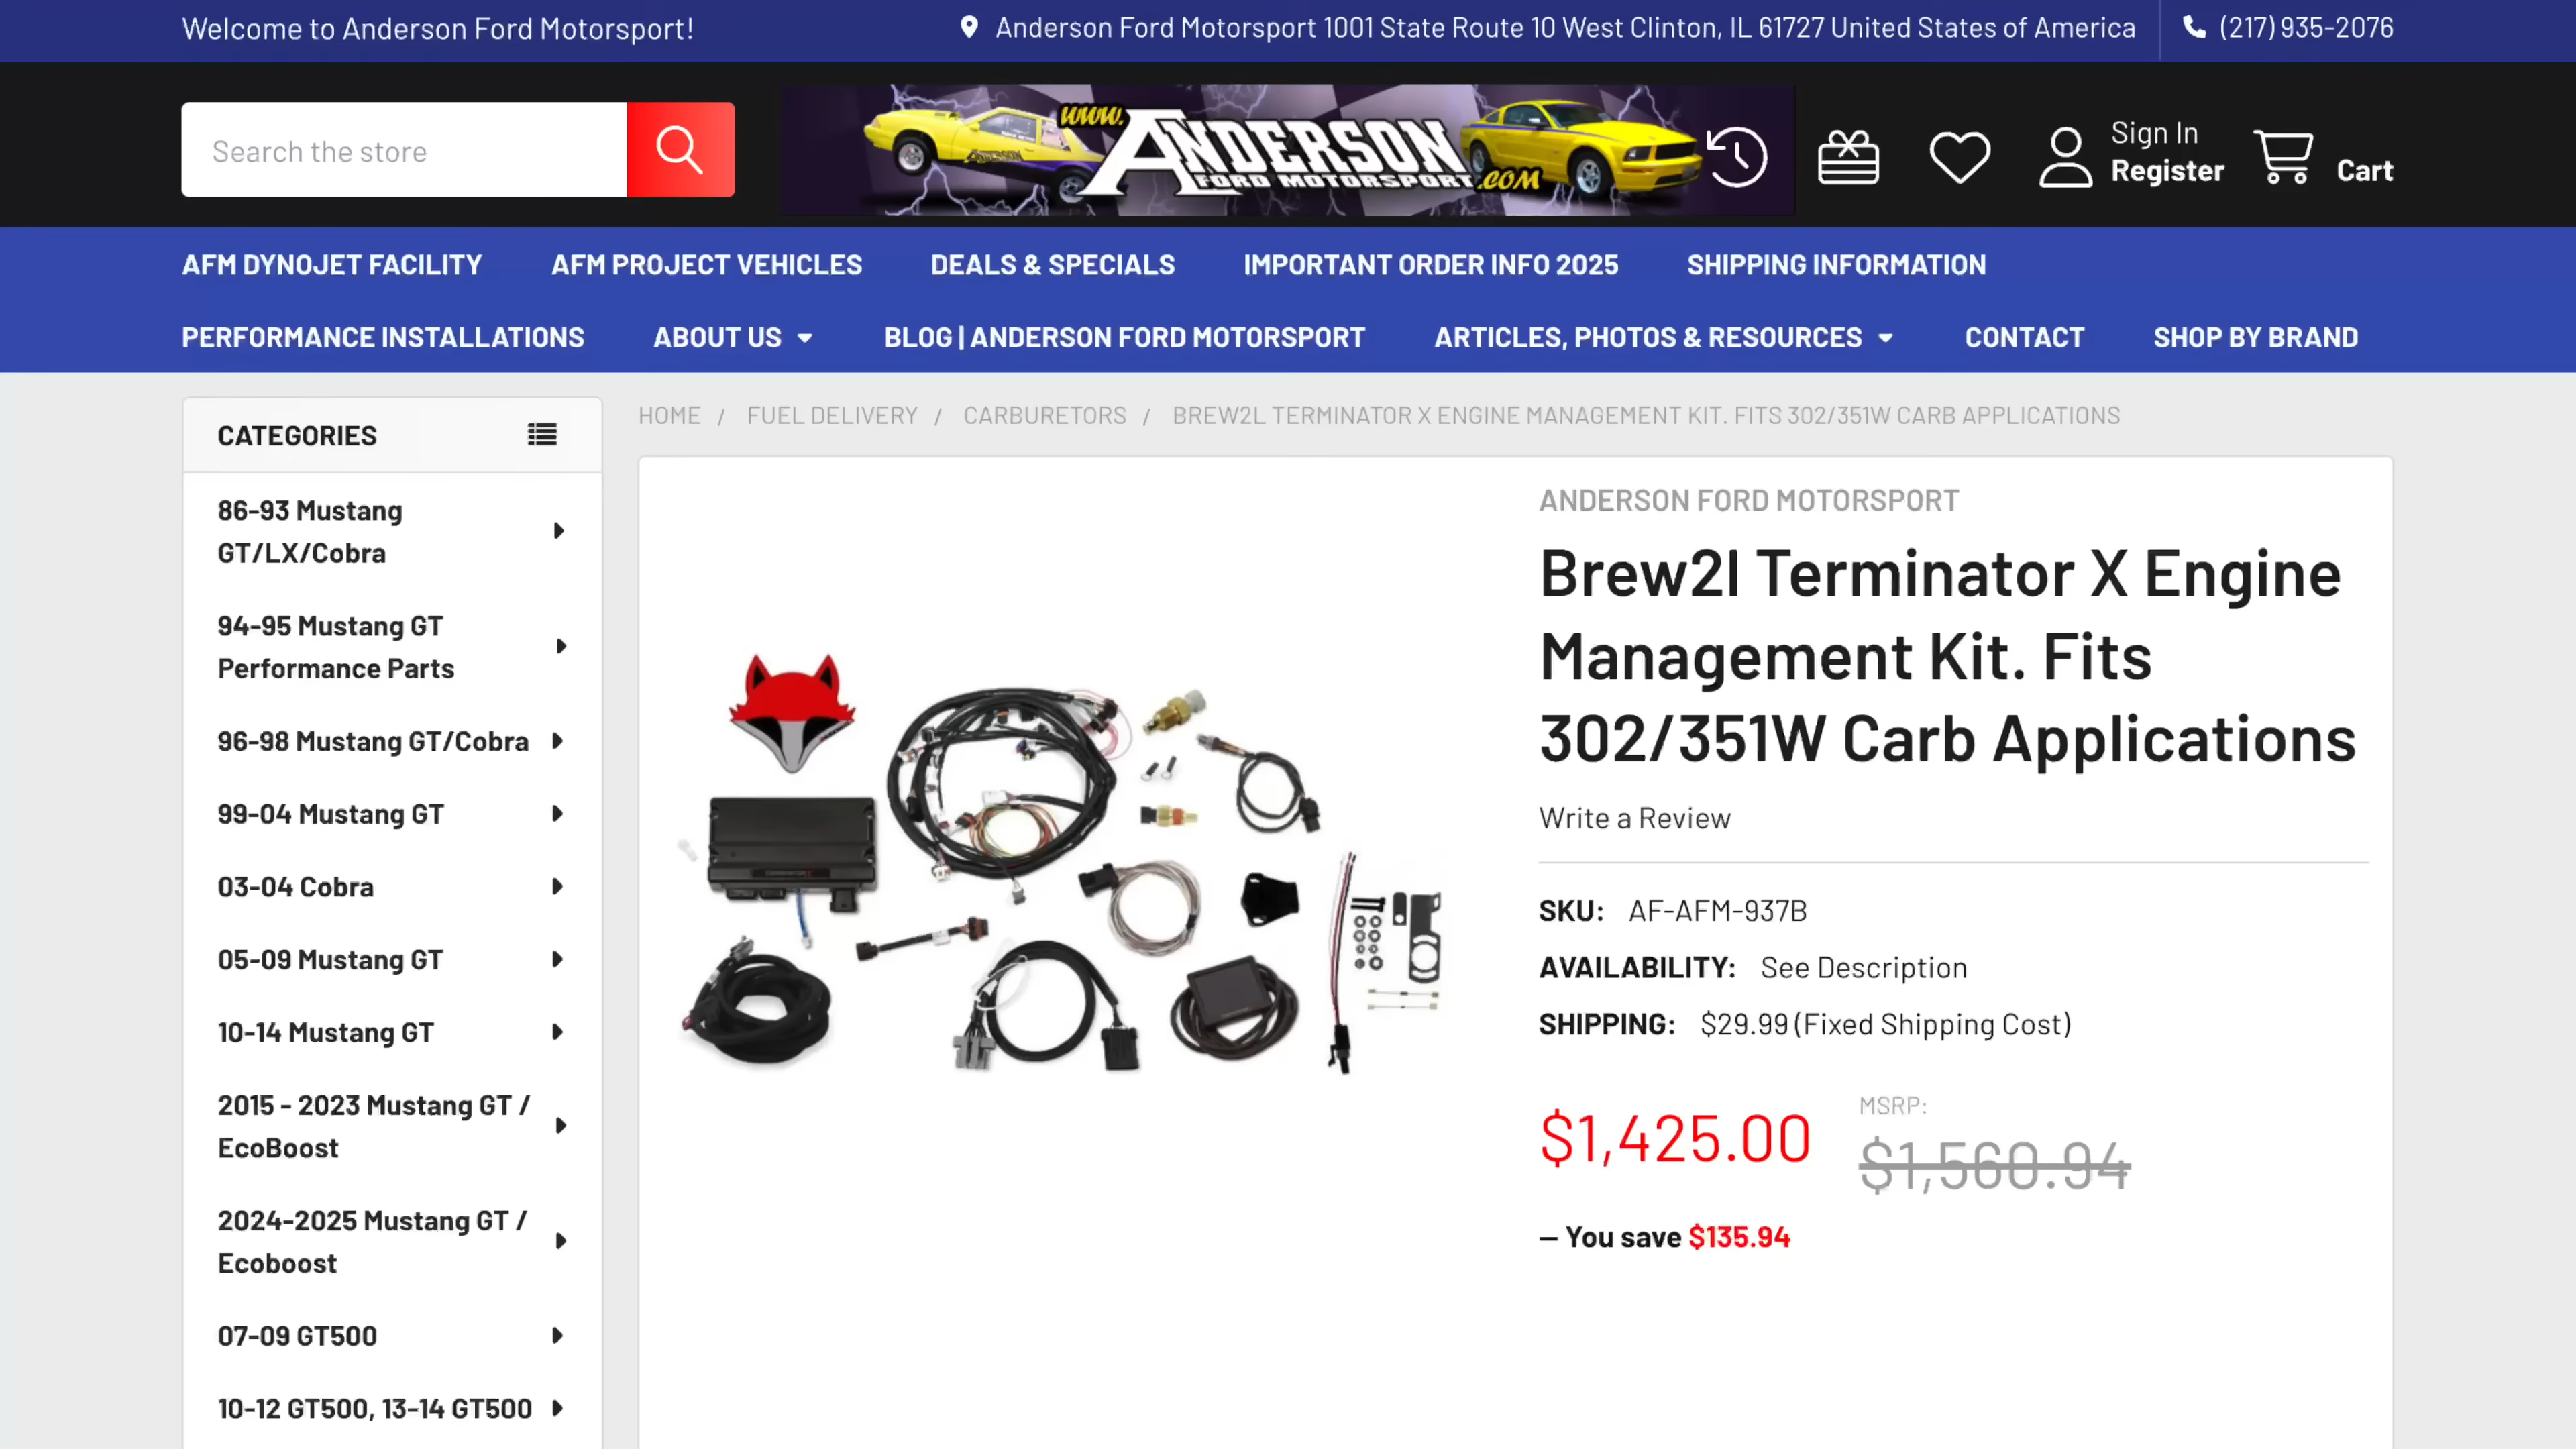 Welcome to Anderson Ford Motorsport!
Anderson Ford Motorsport 1001 State Route 10 West Clinton, IL 61727 United States of America
(217) 935-2076
Search the store
www.
ANDERSON
FORD MOTORSPORT
.COM
Sign In
Register
Cart
AFM DYNOJET FACILITY
AFM PROJECT VEHICLES
DEALS & SPECIALS
IMPORTANT ORDER INFO 2025
SHIPPING INFORMATION
PERFORMANCE INSTALLATIONS
ABOUT US
BLOG | ANDERSON FORD MOTORSPORT
ARTICLES, PHOTOS & RESOURCES
CONTACT
SHOP BY BRAND
CATEGORIES
86-93 Mustang
GT/LX/Cobra
94-95 Mustang GT
Performance Parts
96-98 Mustang GT/Cobra
99-04 Mustang GT
03-04 Cobra
05-09 Mustang GT
10-14 Mustang GT
2015 - 2023 Mustang GT /
EcoBoost
2024-2025 Mustang GT /
Ecoboost
07-09 GT500
10-12 GT500, 13-14 GT500
HOME / FUEL DELIVERY / CARBURETORS / BREW2L TERMINATOR X ENGINE MANAGEMENT KIT. FITS 302/351W CARB APPLICATIONS
ANDERSON FORD MOTORSPORT
Brew2l Terminator X Engine
Management Kit. Fits
302/351W Carb Applications
Write a Review
SKU: AF-AFM-937B
AVAILABILITY: See Description
SHIPPING: $29.99 (Fixed Shipping Cost)
$1,425.00
MSRP:
$1,560.94
— You save $135.94